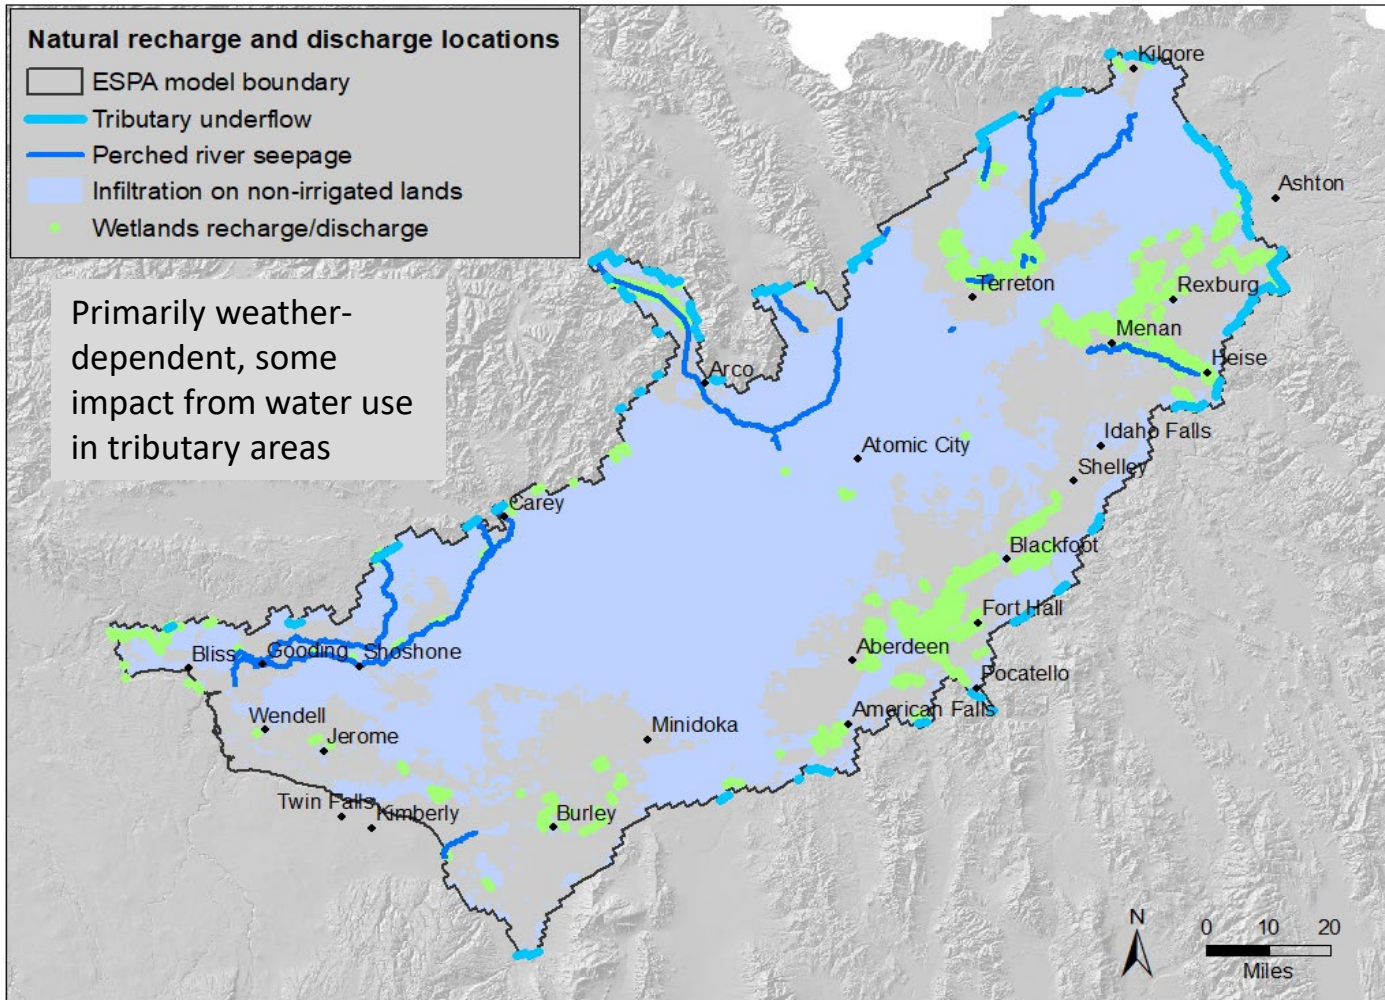 Natural recharge and discharge locations
ESPA model boundary
Tributary underflow
Perched river seepage
Infiltration on non-irrigated lands
Wetlands recharge/discharge
Primarily weather-
dependent, some
impact from water use
in tributary areas
Kilgore
Ashton
Terreton
Rexburg
Menan
Heise
Arco
Idaho Falls
Atomic City
Shelley
Carey
Blackfoot
Fort Hall
Aberdeen
Bliss
Gooding
Shoshone
Pocatello
American Falls
Wendell
Jerome
Minidoka
Twin Falls
Kimberly
Burley
N
0 10 20
Miles